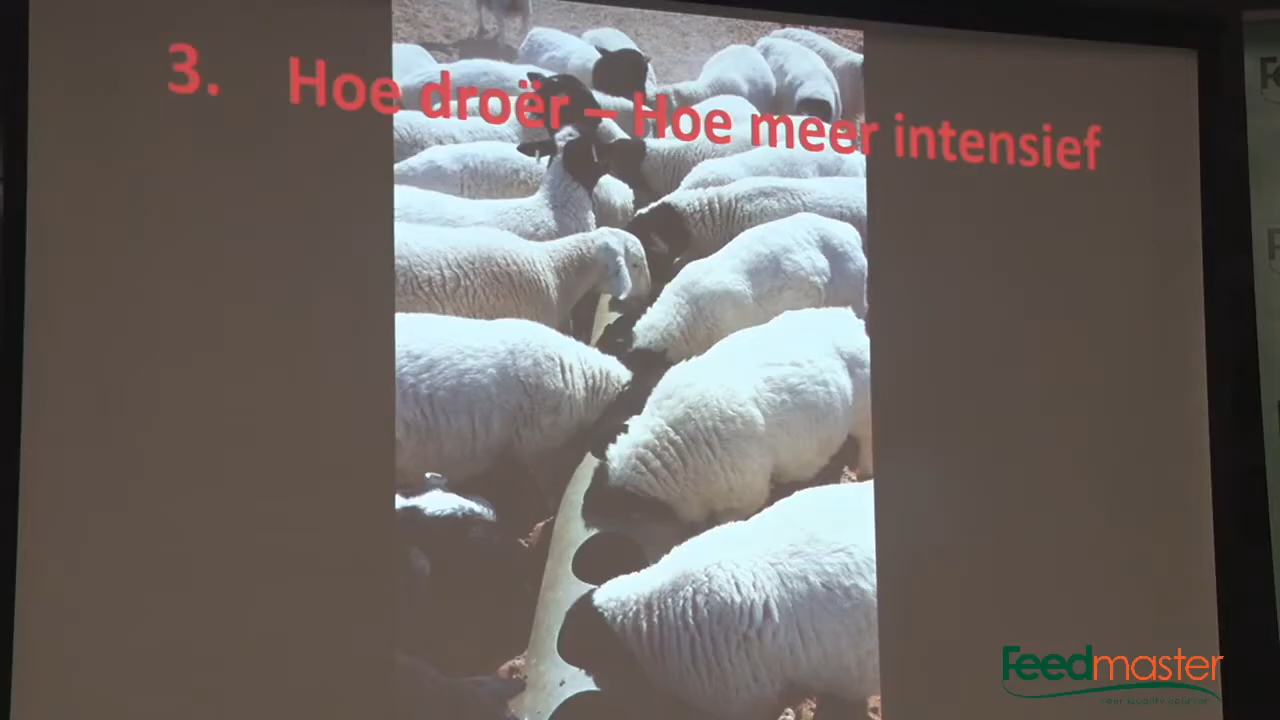 3. Hoe droër – Hoe meer intensief
Feedmaster